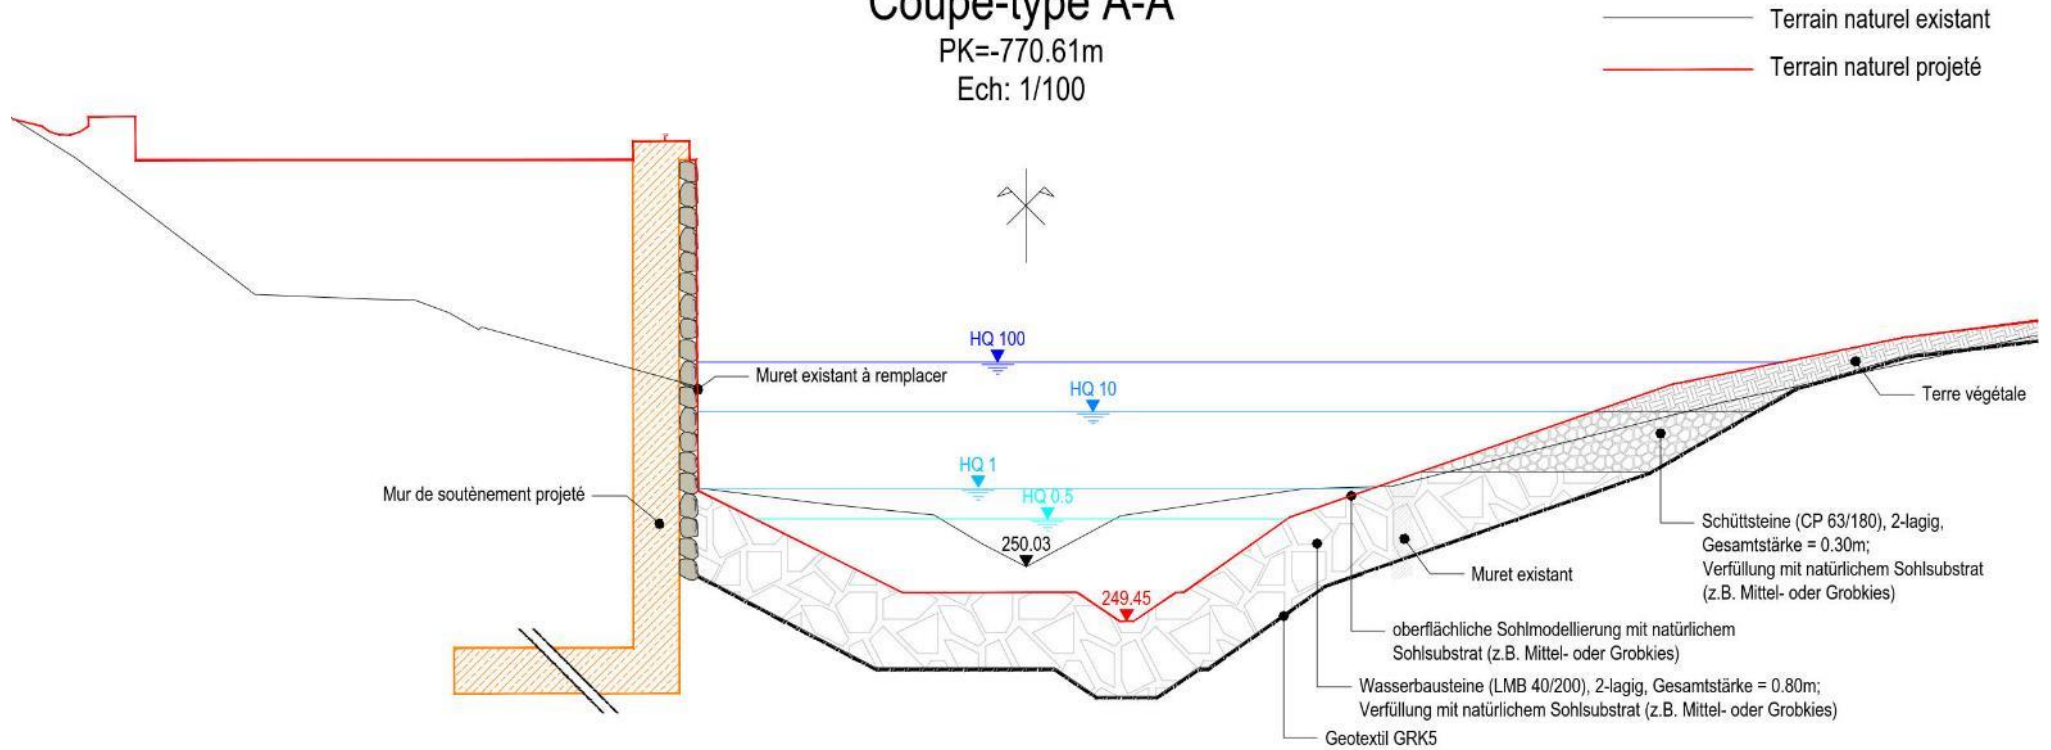 Coupe-type A-A
PK=-770.61m
Ech: 1/100
Terrain naturel existant
Terrain naturel projeté
HQ 100
Muret existant à remplacer
HQ 10
Terre végétale
HQ 1
HQ 0.5
Mur de soutènement projeté
250.03
249.45
Schüttsteine (CP 63/180), 2-lagig,
Gesamtstärke = 0.30m;
Verfüllung mit natürlichem Sohlsubstrat
(z.B. Mittel- oder Grobkies)
Muret existant
oberflächliche Sohlmodellierung mit natürlichem
Sohlsubstrat (z.B. Mittel- oder Grobkies)
Wasserbausteine (LMB 40/200), 2-lagig, Gesamtstärke = 0.80m;
Verfüllung mit natürlichem Sohlsubstrat (z.B. Mittel- oder Grobkies)
Geotextil GRK5